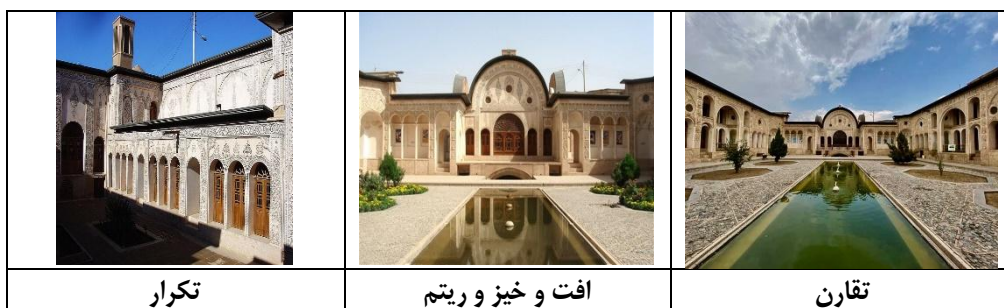 تقارن
افت و خیز و ریتم
تکرار